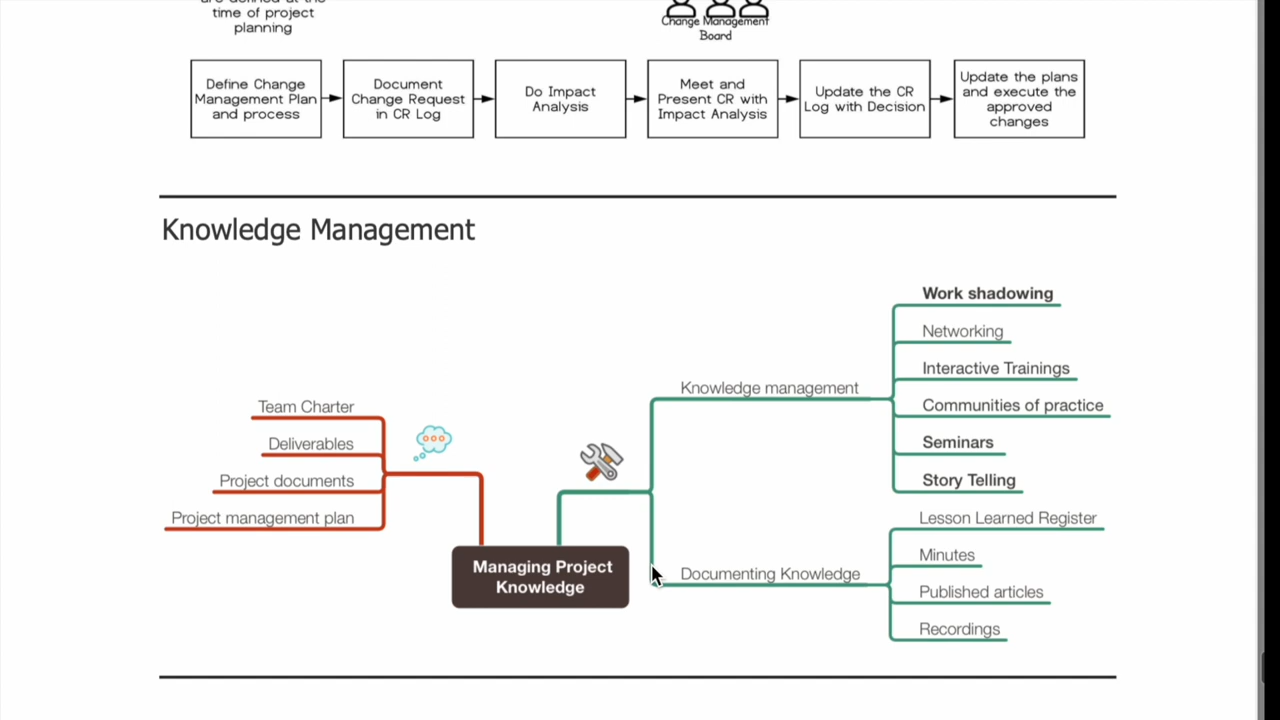 are defined at the
time of project
planning
Change Management
Board
Define Change
Management Plan
and process
Document
Change Request
in CR Log
Do Impact
Analysis
Meet and
Present CR with
Impact Analysis
Update the CR
Log with Decision
Update the plans
and execute the
approved
changes
Knowledge Management
Team Charter
Deliverables
Project documents
Project management plan
Managing Project
Knowledge
Knowledge management
Work shadowing
Networking
Interactive Trainings
Communities of practice
Seminars
Story Telling
Documenting Knowledge
Lesson Learned Register
Minutes
Published articles
Recordings